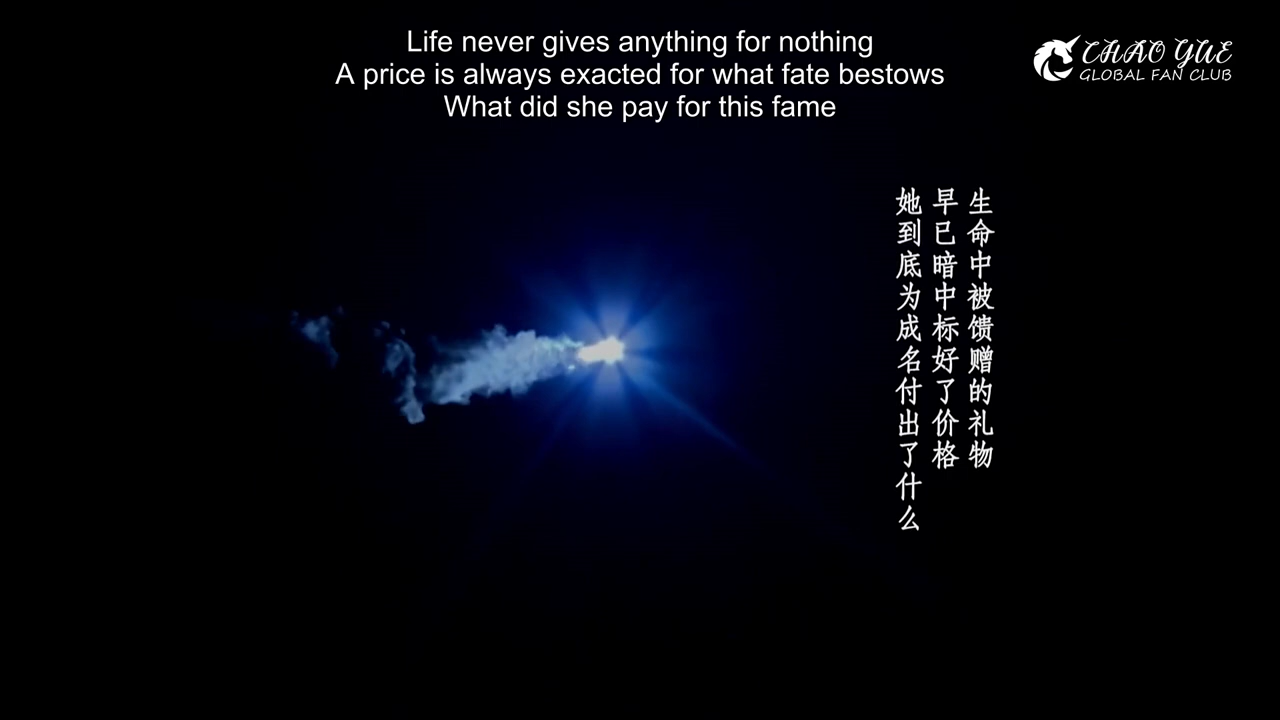 Life never gives anything for nothing
A price is always exacted for what fate bestows
What did she pay for this fame
CHAO YUE
GLOBAL FAN CLUB
生命中被馈赠的礼物
早已暗中标好了价格
她到底为成名付出了什么